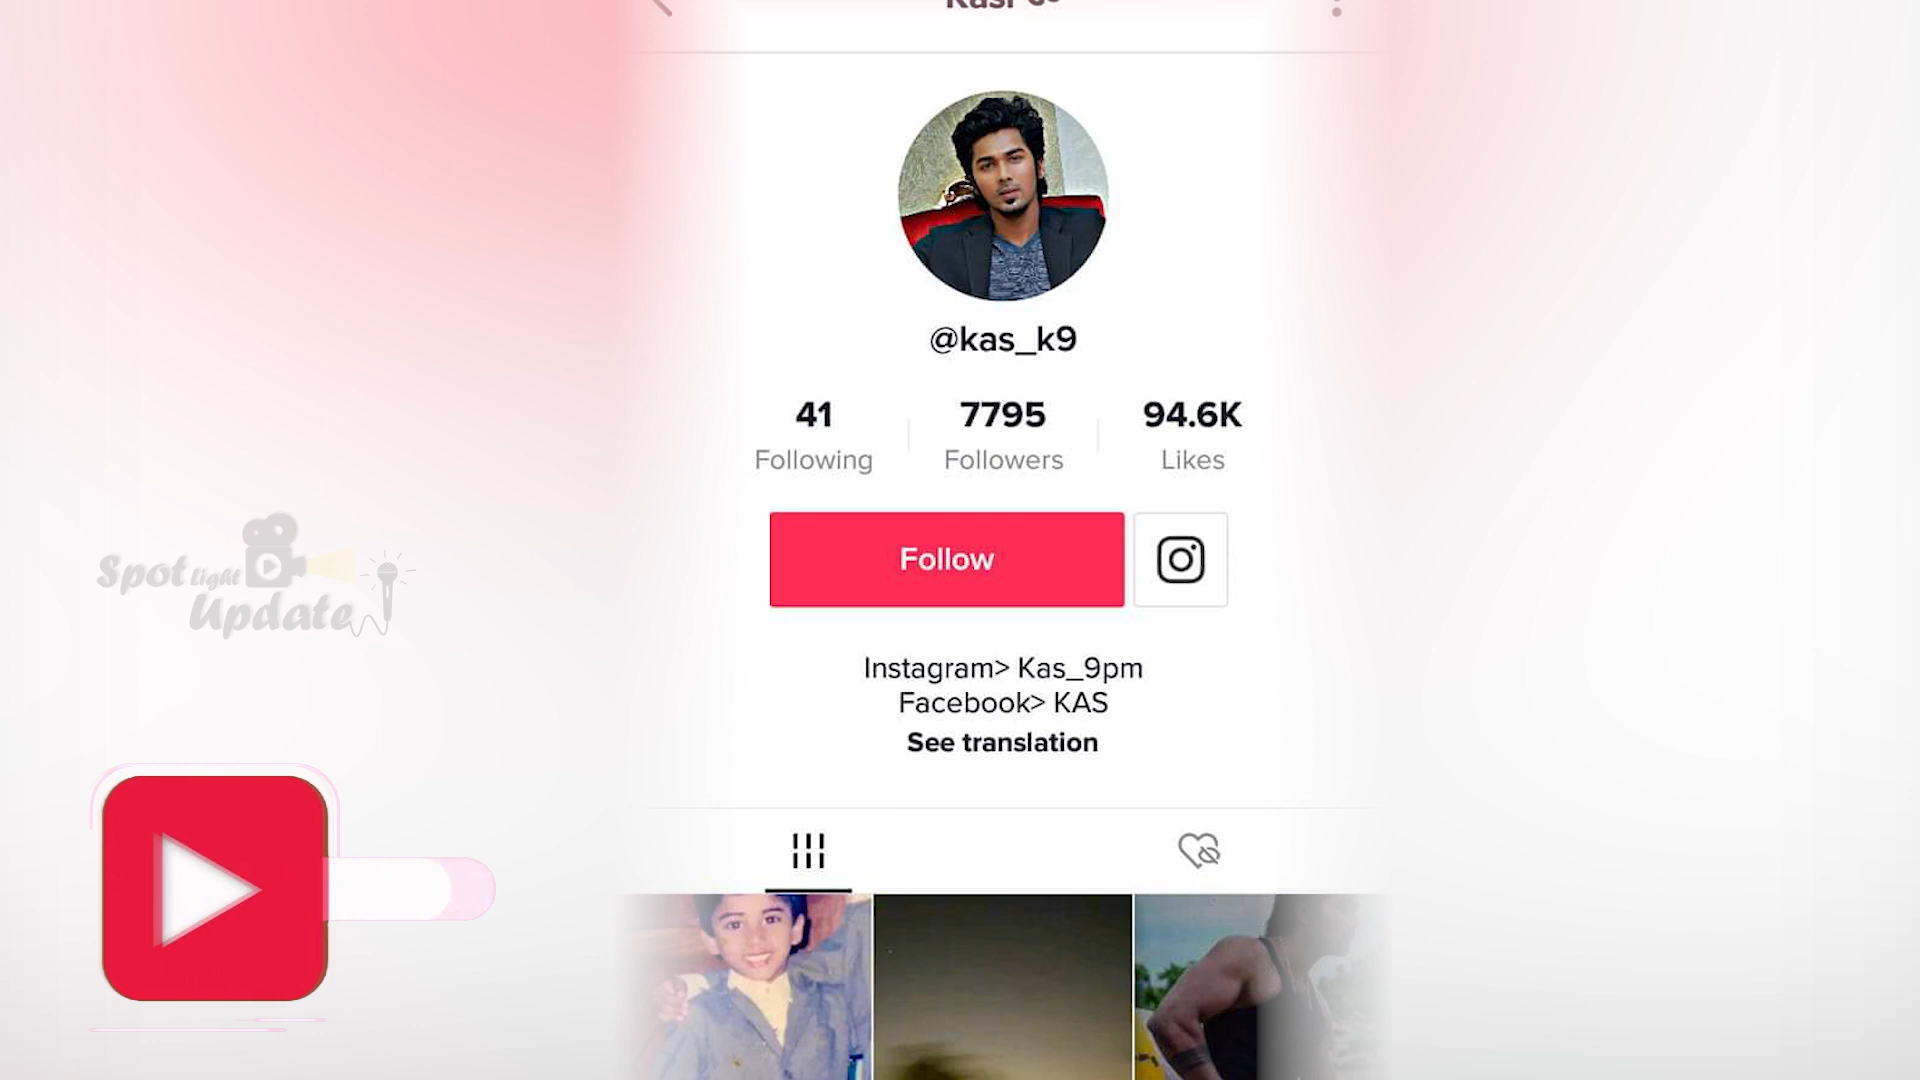 @kas_k9
41 7795 94.6K
Following Followers Likes
Follow
Spot light
Update
Instagram> Kas_9pm
Facebook> KAS
See translation